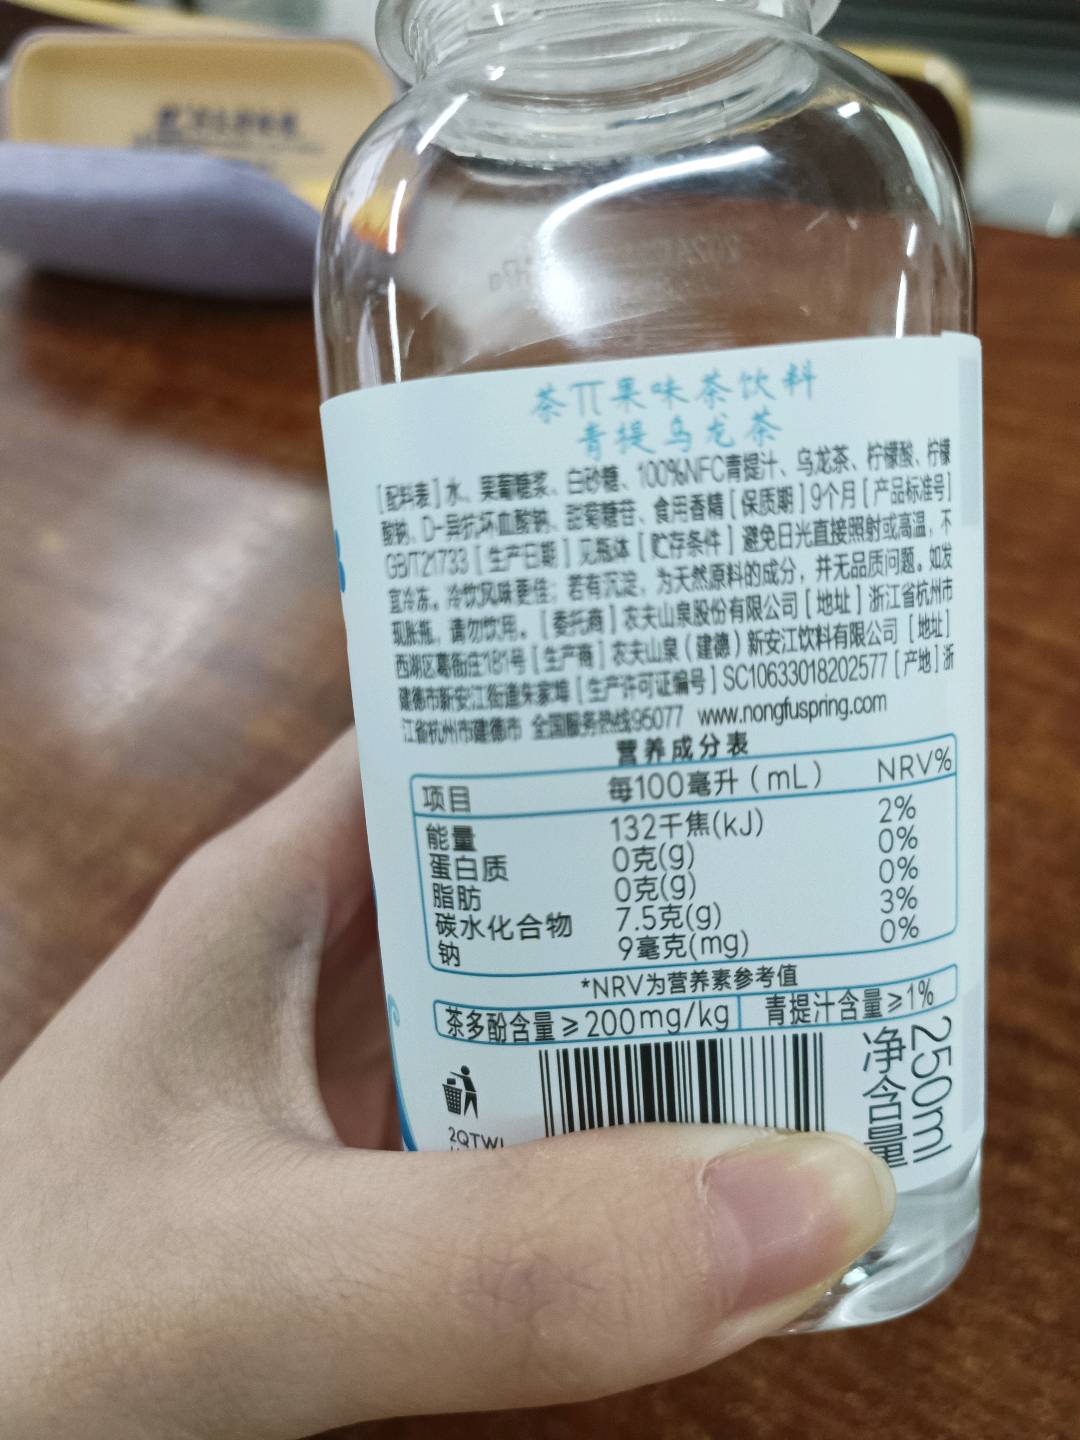 茶π果味茶饮料
青提乌龙茶
[配料表]水、果葡糖浆、白砂糖、100%NFC青提汁、乌龙茶、柠檬酸、柠檬
酸钠、D-异抗坏血酸钠、甜菊糖苷、食用香精[保质期]9个月[产品标准号]
GB/T21733[生产日期]见瓶体[贮存条件]避免日光直接照射或高温，不
宜冷冻。冷饮风味更佳；若有沉淀，为天然原料的成分，并无品质问题。如发
现胀瓶，请勿饮用。[委托商]农夫山泉股份有限公司[地址]浙江省杭州市
西湖区葛衙庄181号[生产商]农夫山泉（建德）新安江饮料有限公司[地址]
建德市新安江街道朱家埠[生产许可证编号]SC10633018202577[产地]浙
江省杭州市建德市 全国服务热线95077 www.nongfuspring.com
营养成分表
项目 每100毫升（mL） NRV%
能量 132千焦(kJ) 2%
蛋白质 0克(g) 0%
脂肪 0克(g) 0%
碳水化合物 7.5克(g) 3%
钠 9毫克(mg) 0%
*NRV为营养素参考值
茶多酚含量≥200mg/kg 青提汁含量≥1%
净含量
250ml
2QTWL